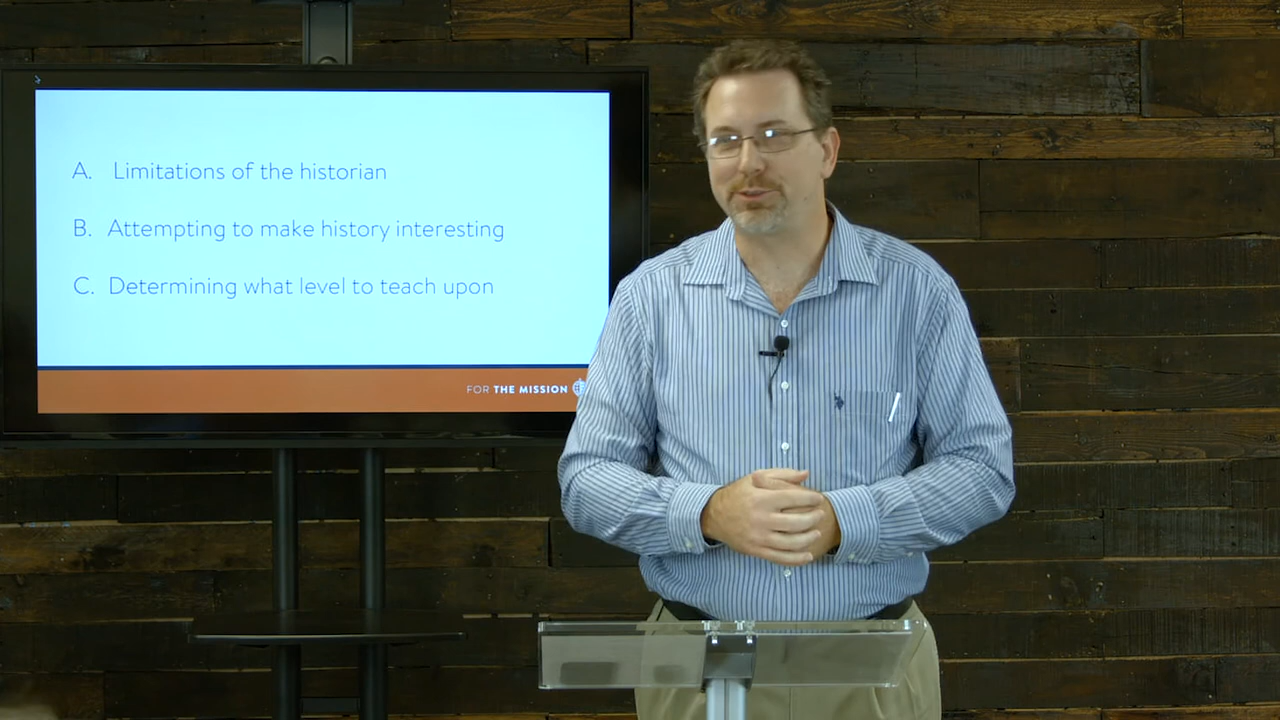 A. Limitations of the historian
B. Attempting to make history interesting
C. Determining what level to teach upon
FOR THE MISSION